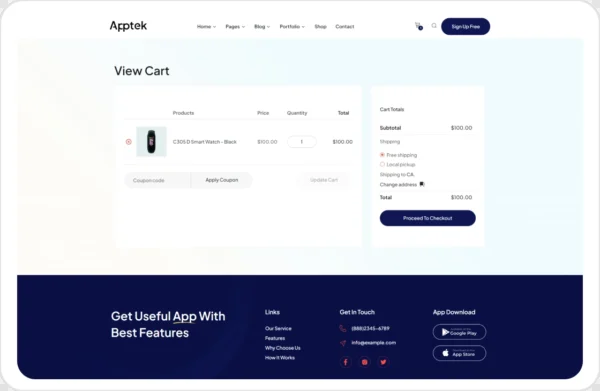 Apptek
Home Pages Blog Portfolio Shop Contact
Sign Up Free
View Cart
Products Price Quantity Total
C30S D Smart Watch - Black $100.00 1 $100.00
Coupon code Apply Coupon Update Cart
Cart Totals
Subtotal $100.00
Shipping
Free shipping
Local pickup
Shipping to CA.
Change address
Total $100.00
Proceed To Checkout
Get Useful App With
Best Features
Links
Our Service
Features
Why Choose Us
How It Works
Get In Touch
(888)2345-6789
info@example.com
App Download
Google Play
App Store